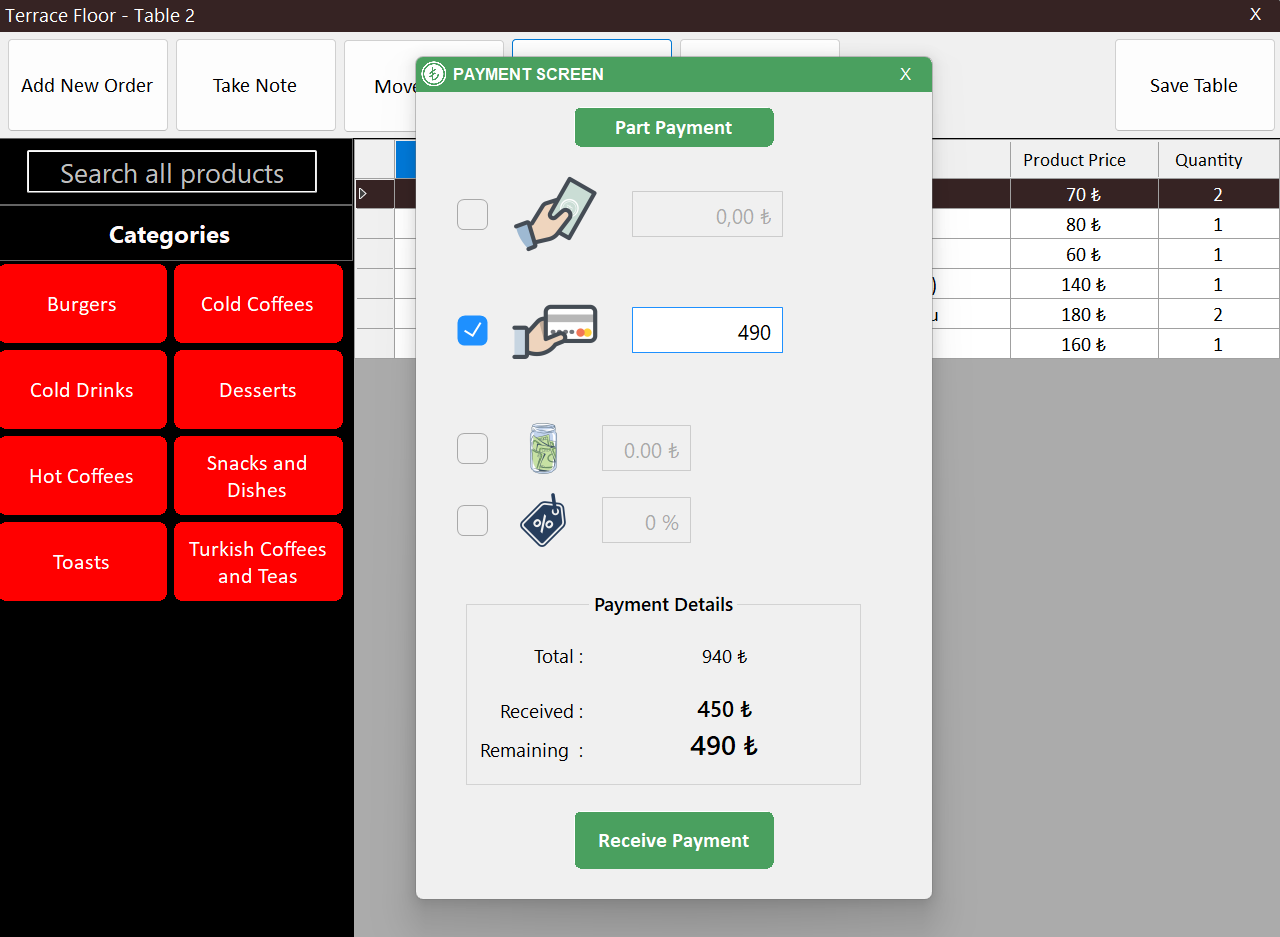 Terrace Floor - Table 2
X
Add New Order
Take Note
Save Table
PAYMENT SCREEN
X
Part Payment
0,00 ₺
490
0.00 ₺
0 %
Payment Details
Total : 940 ₺
Received : 450 ₺
Remaining : 490 ₺
Receive Payment
Search all products
Categories
Burgers
Cold Coffees
Cold Drinks
Desserts
Hot Coffees
Snacks and
Dishes
Toasts
Turkish Coffees
and Teas
Product Price Quantity
70 ₺ 2
80 ₺ 1
60 ₺ 1
140 ₺ 1
180 ₺ 2
160 ₺ 1